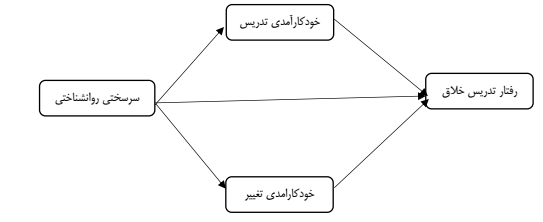 خودکارآمدی تدریس
رفتار تدریس خلاق
سرسختی روانشناختی
خودکارامدی تغییر